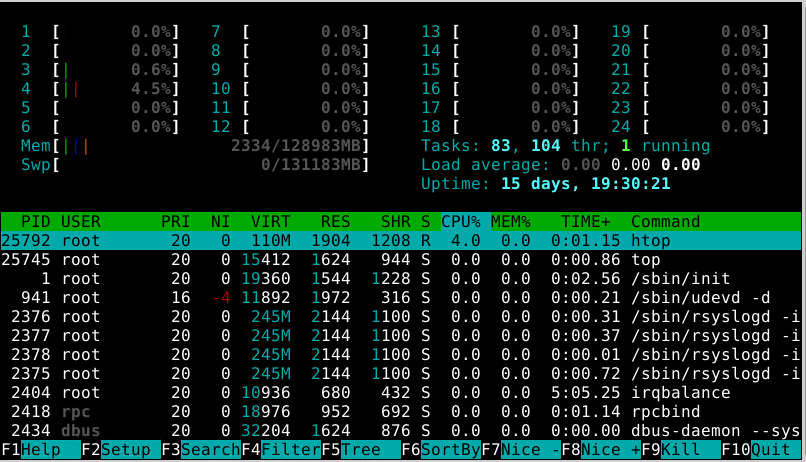 1 [ 0.0%] 7 [ 0.0%] 13 [ 0.0%] 19 [ 0.0%]
2 [ 0.0%] 8 [ 0.0%] 14 [ 0.0%] 20 [ 0.0%]
3 [| 0.6%] 9 [ 0.0%] 15 [ 0.0%] 21 [ 0.0%]
4 [|| 4.5%] 10 [ 0.0%] 16 [ 0.0%] 22 [ 0.0%]
5 [ 0.0%] 11 [ 0.0%] 17 [ 0.0%] 23 [ 0.0%]
6 [ 0.0%] 12 [ 0.0%] 18 [ 0.0%] 24 [ 0.0%]
Mem[||| 2334/128983MB] Tasks: 83, 104 thr; 1 running
Swp[ 0/131183MB] Load average: 0.00 0.00 0.00
Uptime: 15 days, 19:30:21
PID USER PRI NI VIRT RES SHR S CPU% MEM% TIME+ Command
25792 root 20 0 110M 1904 1208 R 4.0 0.0 0:01.15 htop
25745 root 20 0 15412 1624 944 S 0.0 0.0 0:00.86 top
1 root 20 0 19360 1544 1228 S 0.0 0.0 0:02.56 /sbin/init
941 root 16 -4 11892 1972 316 S 0.0 0.0 0:00.21 /sbin/udevd -d
2376 root 20 0 245M 2144 1100 S 0.0 0.0 0:00.31 /sbin/rsyslogd -i
2377 root 20 0 245M 2144 1100 S 0.0 0.0 0:00.37 /sbin/rsyslogd -i
2378 root 20 0 245M 2144 1100 S 0.0 0.0 0:00.01 /sbin/rsyslogd -i
2375 root 20 0 245M 2144 1100 S 0.0 0.0 0:00.72 /sbin/rsyslogd -i
2404 root 20 0 10936 680 432 S 0.0 0.0 5:05.25 irqbalance
2418 rpc 20 0 18976 952 692 S 0.0 0.0 0:01.14 rpcbind
2434 dbus 20 0 32204 1624 876 S 0.0 0.0 0:00.00 dbus-daemon --sys
F1Help F2Setup F3SearchF4FilterF5Tree F6SortByF7Nice -F8Nice +F9Kill F10Quit